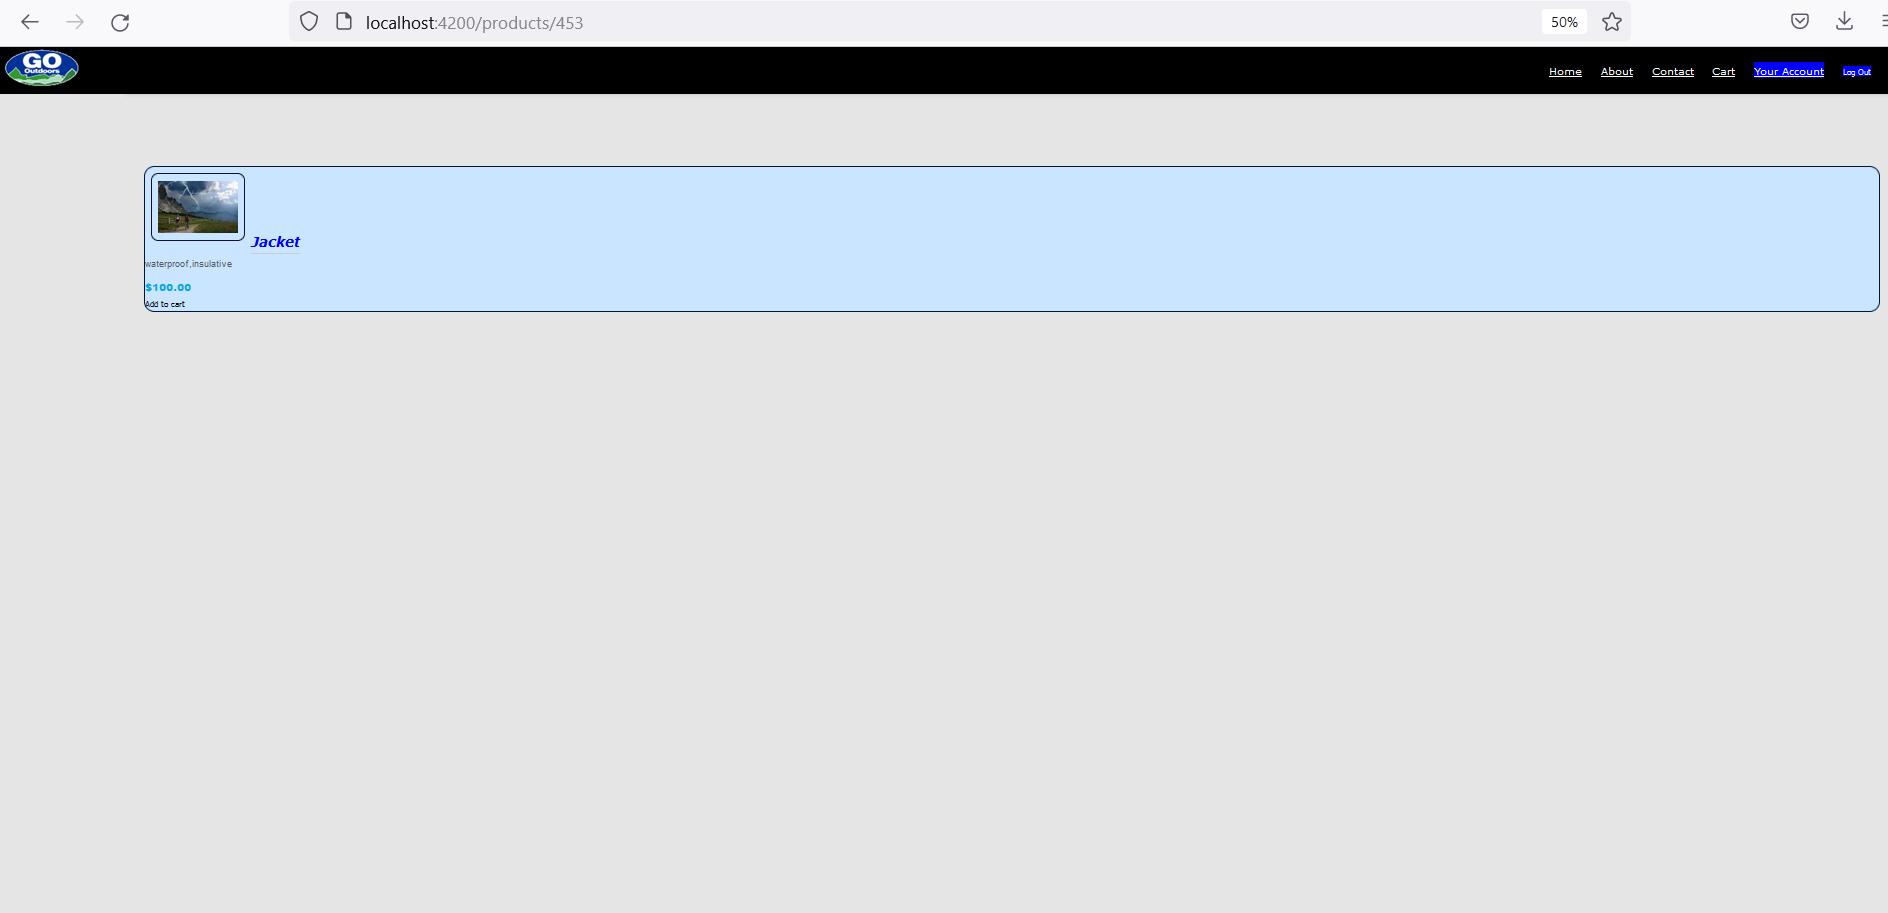 localhost:4200/products/453
50%
GO
Outdoors
Home About Contact Cart Your Account Log Out
Jacket
waterproof,insulative
$100.00
Add to cart